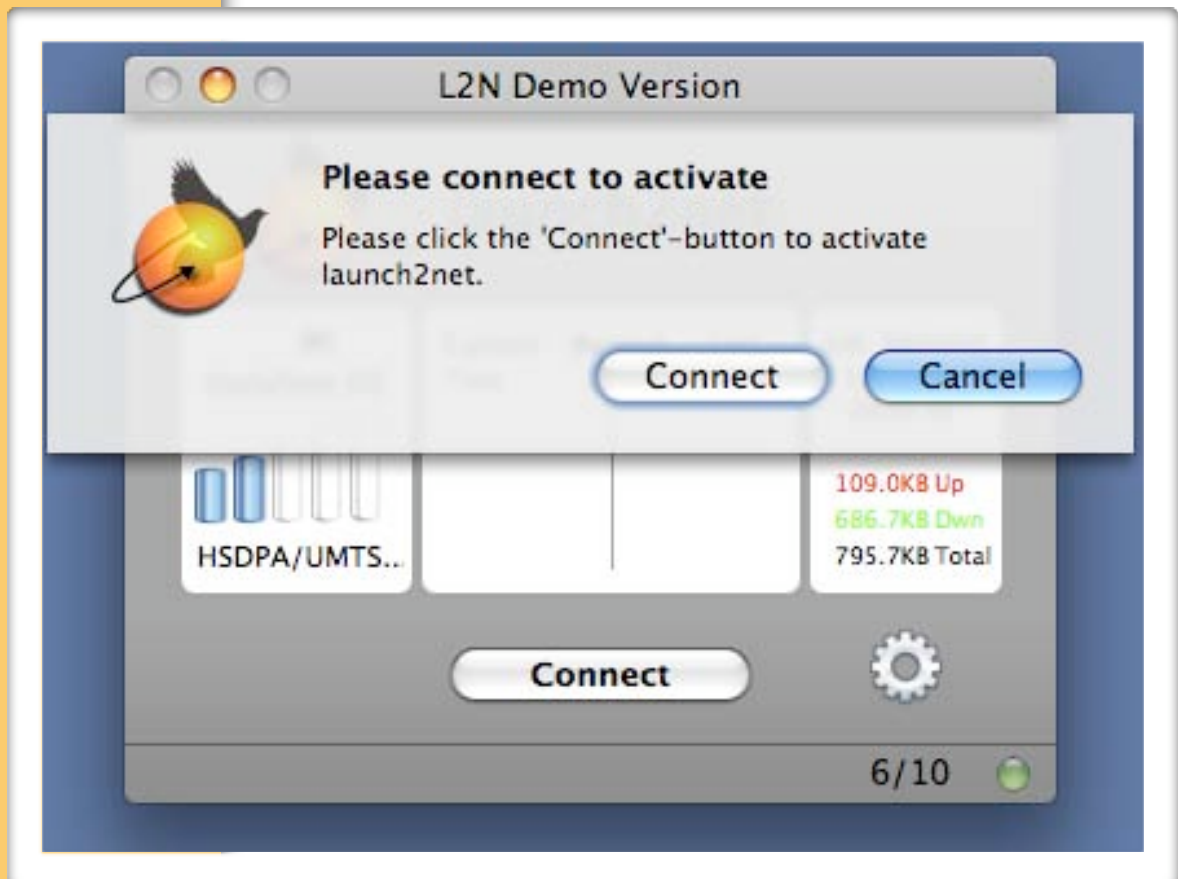 L2N Demo Version
Please connect to activate
Please click the 'Connect'-button to activate
launch2net.
Connect
Cancel
109.0KB Up
686.7KB Dwn
795.7KB Total
HSDPA/UMTS...
Connect
6/10